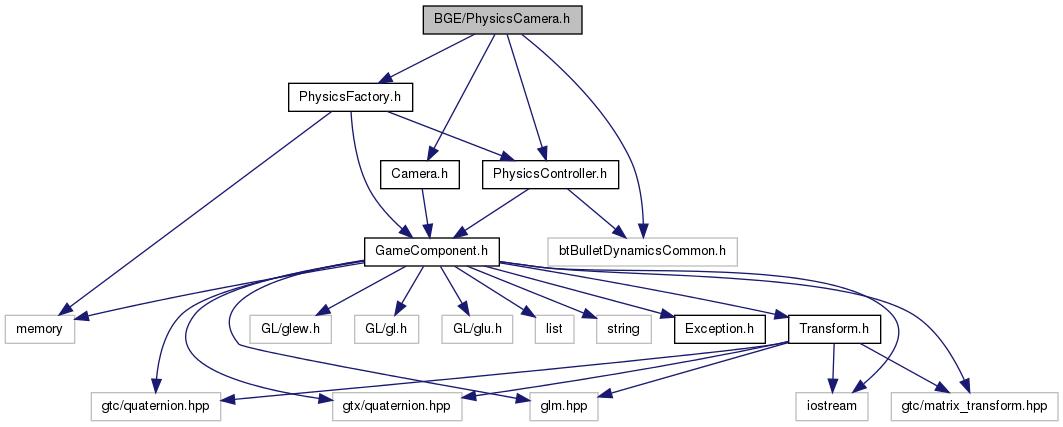 BGE/PhysicsCamera.h
PhysicsFactory.h
Camera.h
PhysicsController.h
GameComponent.h
btBulletDynamicsCommon.h
memory
GL/glew.h
GL/gl.h
GL/glu.h
list
string
Exception.h
Transform.h
gtc/quaternion.hpp
gtx/quaternion.hpp
glm.hpp
iostream
gtc/matrix_transform.hpp